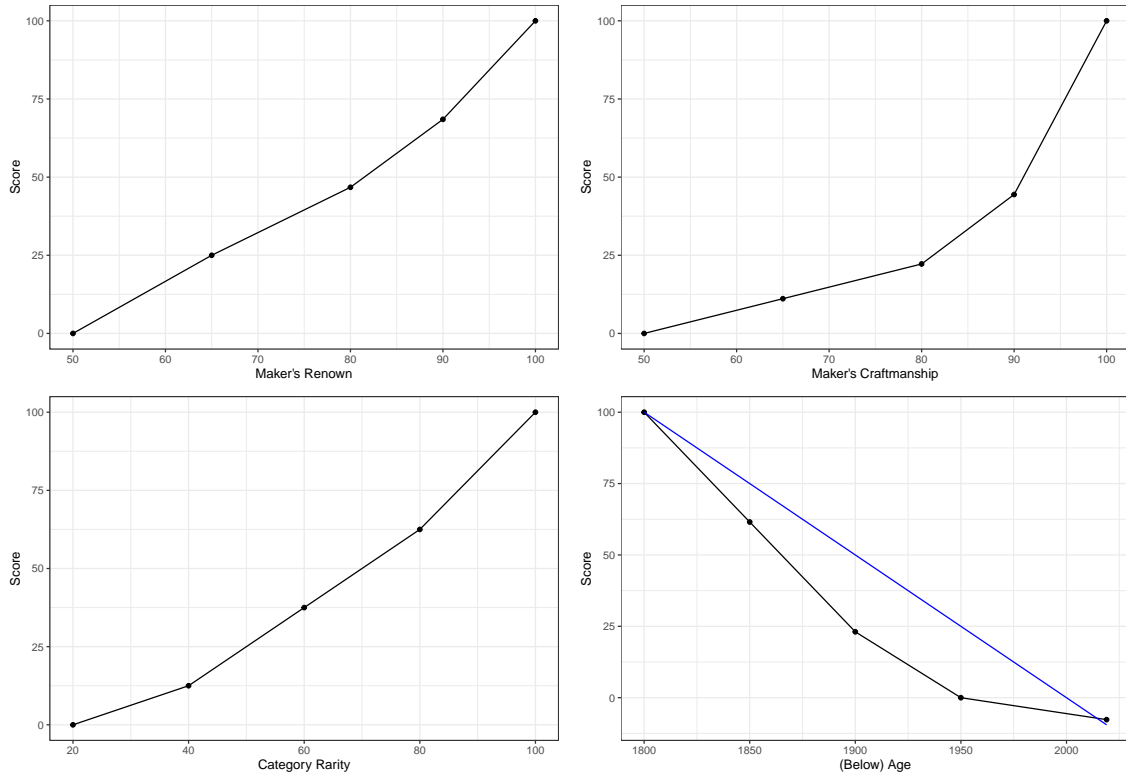 100
75
50
25
0
Score
50 60 70 80 90 100
Maker's Renown
100
75
50
25
0
Score
50 60 70 80 90 100
Maker's Craftmanship
100
75
50
25
0
Score
20 40 60 80 100
Category Rarity
100
75
50
25
0
Score
1800 1850 1900 1950 2000
(Below) Age